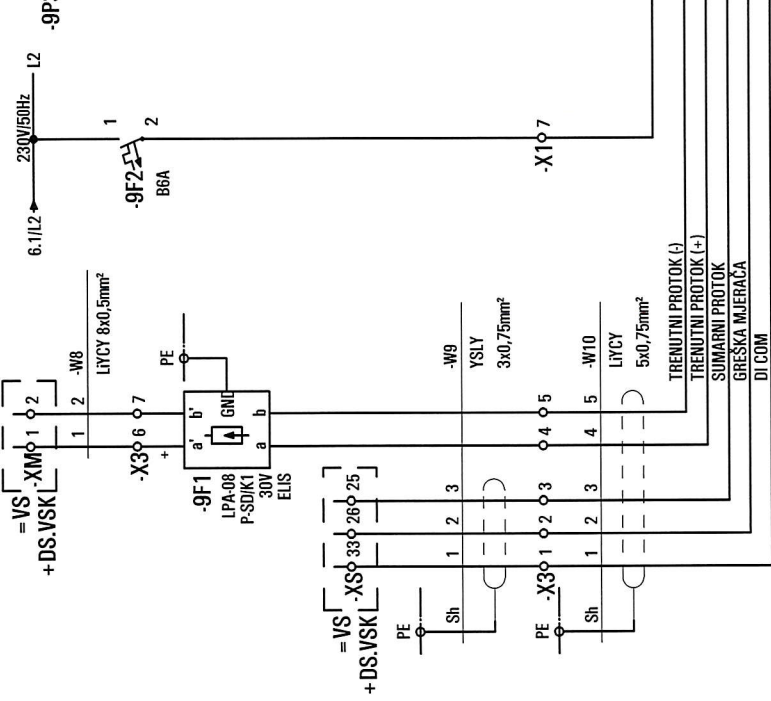 -9P
230V/50Hz
L2
6.1/L2
1
2
-9F2
B6A
-X1
7
=VS
+DS.VSK
-XM
1
2
-W8
LiYCY 8x0,5mm²
1
2
-X3
6
7
+
PE
a'
b'
GND
a
b
-9F1
LPA-08
P-SD/K1
30V
ELIS
=VS
+DS.VSK
-XS
33
26
25
PE
Sh
1
2
3
-W9
YSLY
3x0,75mm²
-X3
1
2
3
4
5
PE
Sh
1
2
3
4
5
-W10
LiYCY
5x0,75mm²
TRENUTNI PROTOK (-)
TRENUTNI PROTOK (+)
SUMARNI PROTOK
GREŠKA MJERAČA
DI COM